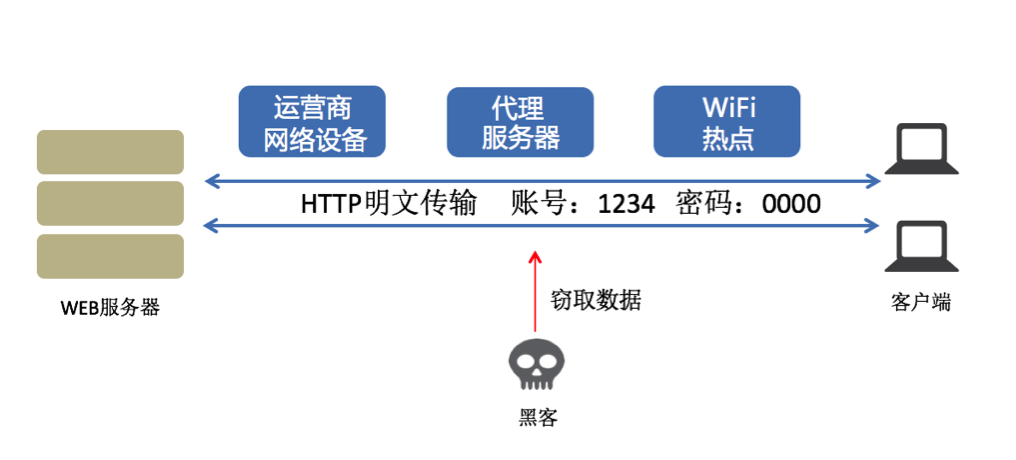 运营商
网络设备
代理
服务器
WiFi
热点
HTTP明文传输 账号：1234 密码：0000
WEB服务器
窃取数据
客户端
黑客